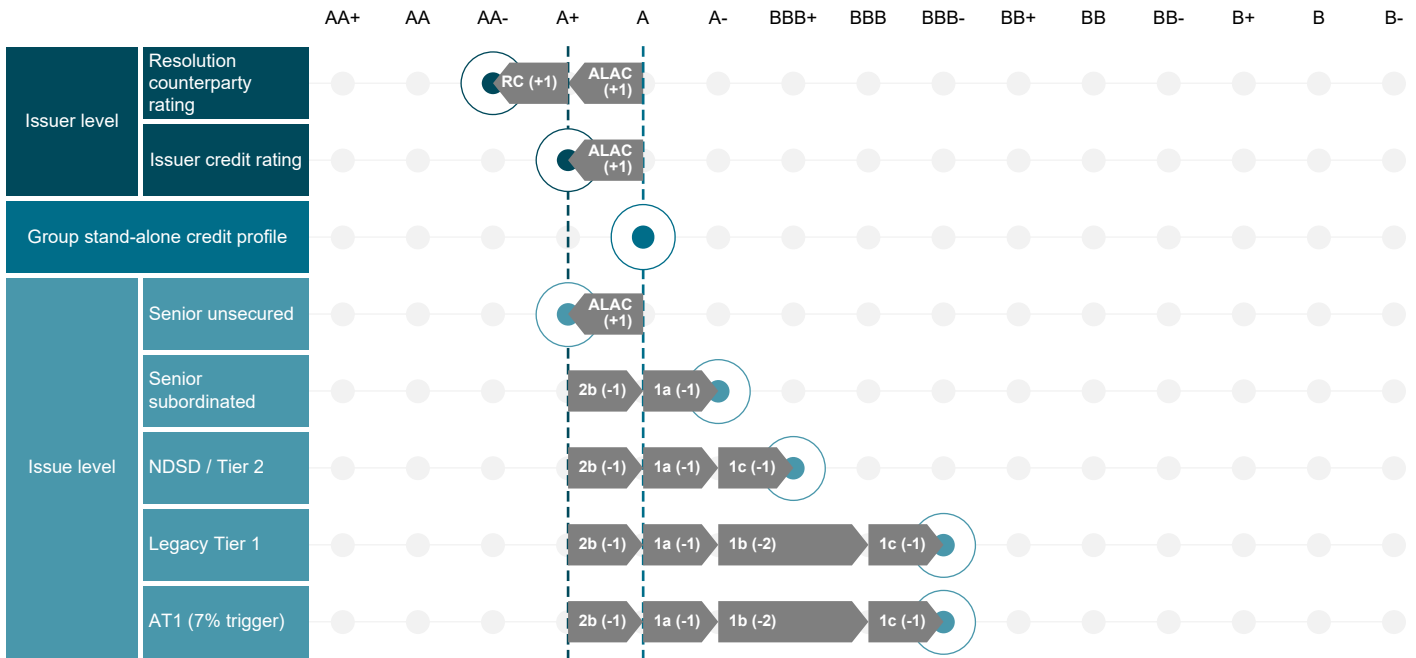 AA+ AA AA- A+ A A- BBB+ BBB BBB- BB+ BB BB- B+ B B-
Issuer level
Resolution
counterparty
rating
RC (+1)
ALAC
(+1)
Issuer credit rating
ALAC
(+1)
Group stand-alone credit profile
Issue level
Senior unsecured
ALAC
(+1)
Senior
subordinated
2b (-1) 1a (-1)
NDSD / Tier 2
2b (-1) 1a (-1) 1c (-1)
Legacy Tier 1
2b (-1) 1a (-1) 1b (-2) 1c (-1)
AT1 (7% trigger)
2b (-1) 1a (-1) 1b (-2) 1c (-1)